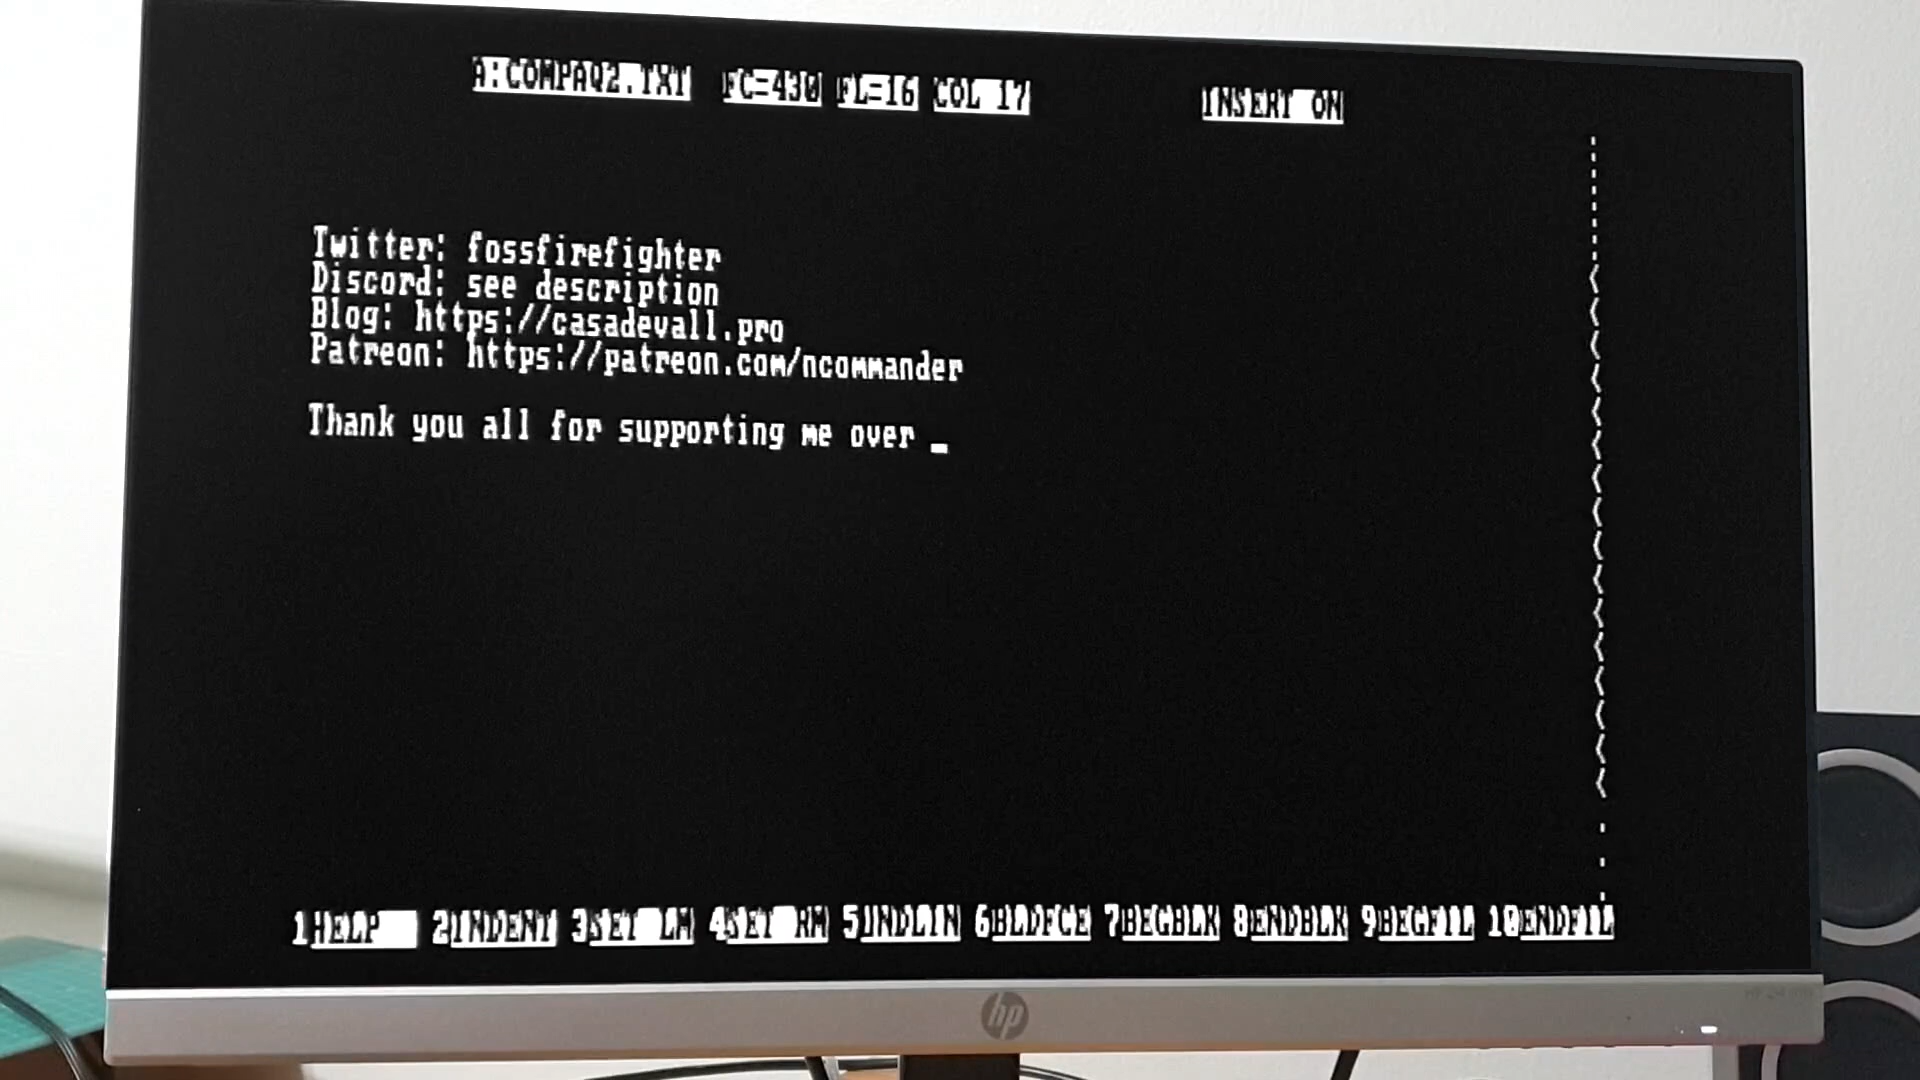 A:COMPAQ2.TXT FC=430 FL=16 COL 17 INSERT ON
Twitter: fossfirefighter
Discord: see description
Blog: https://casadevall.pro
Patreon: https://patreon.com/ncommander
Thank you all for supporting me over _
1HELP 2INDENT 3SET LM 4SET RM 5UNDLIN 6BLDFCE 7BEGBLK 8ENDBLK 9BEGFIL 10ENDFIL
hp